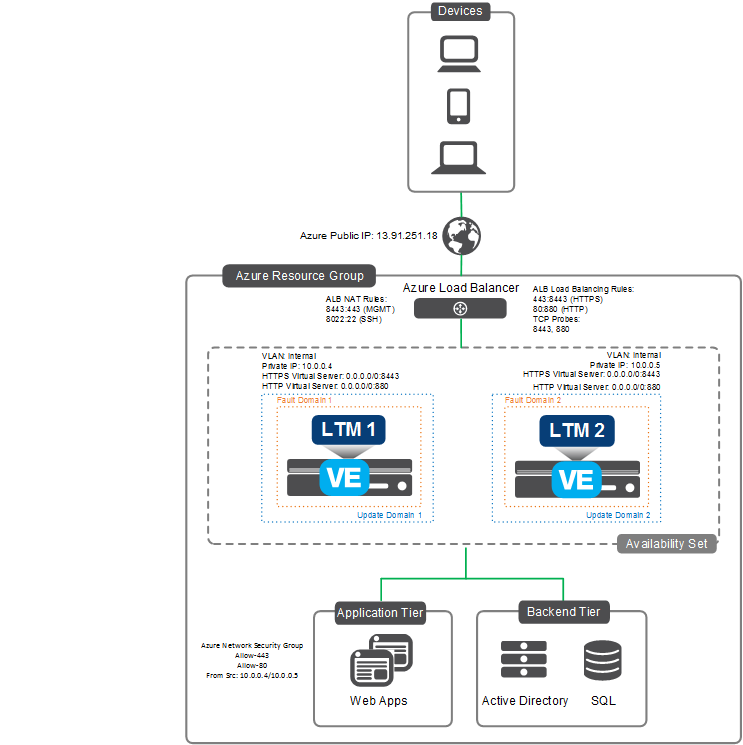 Devices
Azure Public IP: 13.91.251.18
Azure Resource Group
Azure Load Balancer
ALB NAT Rules:
8443:443 (MGMT)
8022:22 (SSH)
ALB Load Balancing Rules:
443:8443 (HTTPS)
80:880 (HTTP)
TCP Probes:
8443, 880
VLAN: Internal
Private IP: 10.0.0.4
HTTPS Virtual Server: 0.0.0.0/0:8443
HTTP Virtual Server: 0.0.0.0/0:880
VLAN: Internal
Private IP: 10.0.0.5
HTTPS Virtual Server: 0.0.0.0/0:8443
HTTP Virtual Server: 0.0.0.0/0:880
Fault Domain 1
LTM 1
VE
Update Domain 1
Fault Domain 2
LTM 2
VE
Update Domain 2
Availability Set
Application Tier
Web Apps
Backend Tier
Active Directory
SQL
Azure Network Security Group
Allow-443
Allow-80
From Src: 10.0.0.4/10.0.0.5